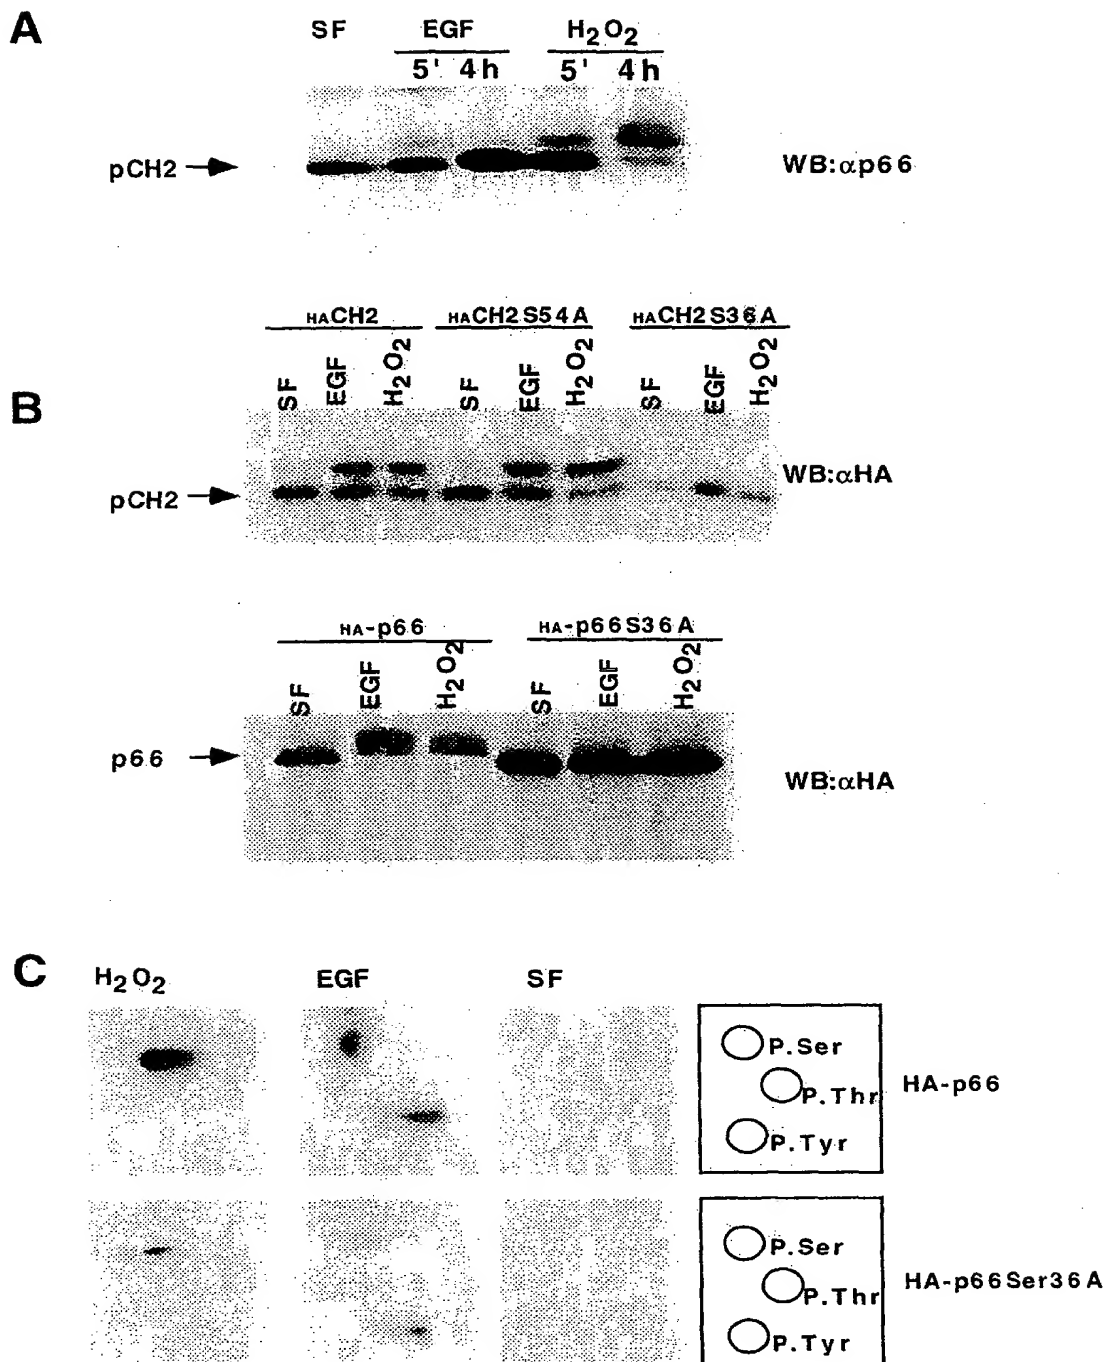 A
SF EGF H2O2
5' 4h 5' 4h
pCH2 WB:αp66
B
HACH2 HACH2S54A HACH2S36A
SF EGF H2O2 SF EGF H2O2 SF EGF H2O2
pCH2 WB:αHA
HA-p66 HA-p66S36A
SF EGF H2O2 SF EGF H2O2
p66 WB:αHA
C
H2O2 EGF SF
P.Ser
P.Thr
P.Tyr
HA-p66
P.Ser
P.Thr
P.Tyr
HA-p66Ser36A